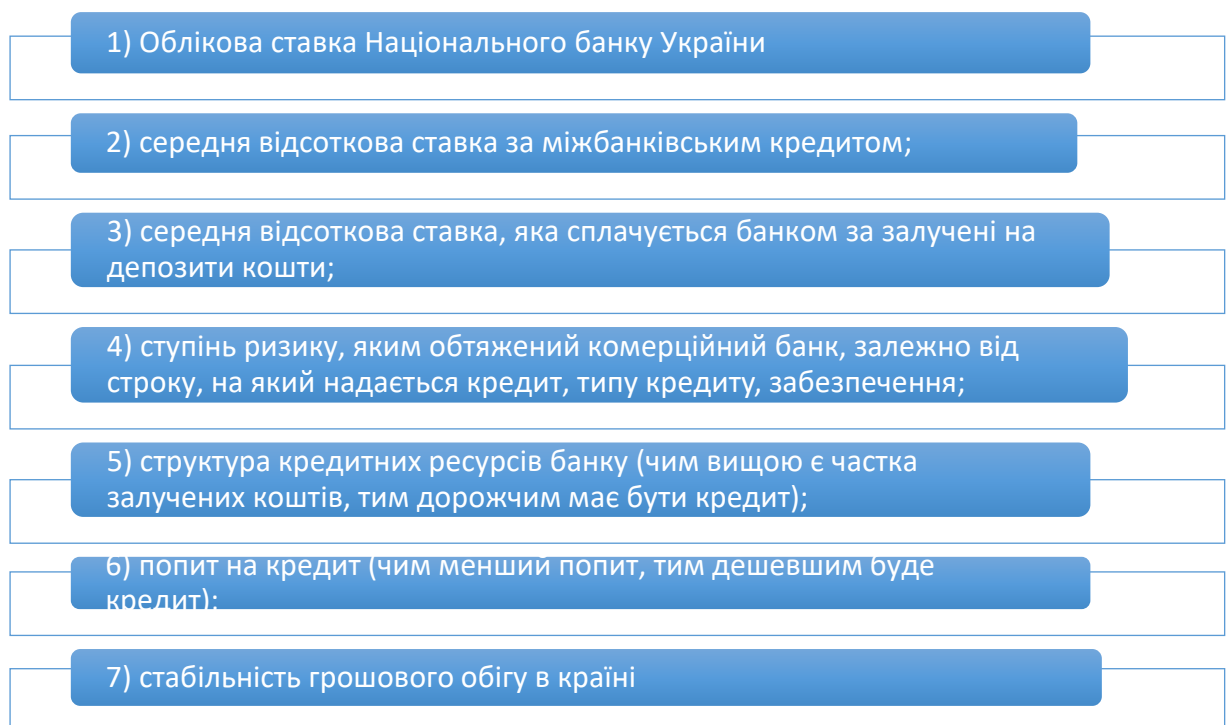 1) Облікова ставка Національного банку України
2) середня відсоткова ставка за міжбанківським кредитом;
3) середня відсоткова ставка, яка сплачується банком за залучені на
депозити кошти;
4) ступінь ризику, яким обтяжений комерційний банк, залежно від
строку, на який надається кредит, типу кредиту, забезпечення;
5) структура кредитних ресурсів банку (чим вищою є частка
залучених коштів, тим дорожчим має бути кредит);
6) попит на кредит (чим менший попит, тим дешевшим буде
кредит);
7) стабільність грошового обігу в країні